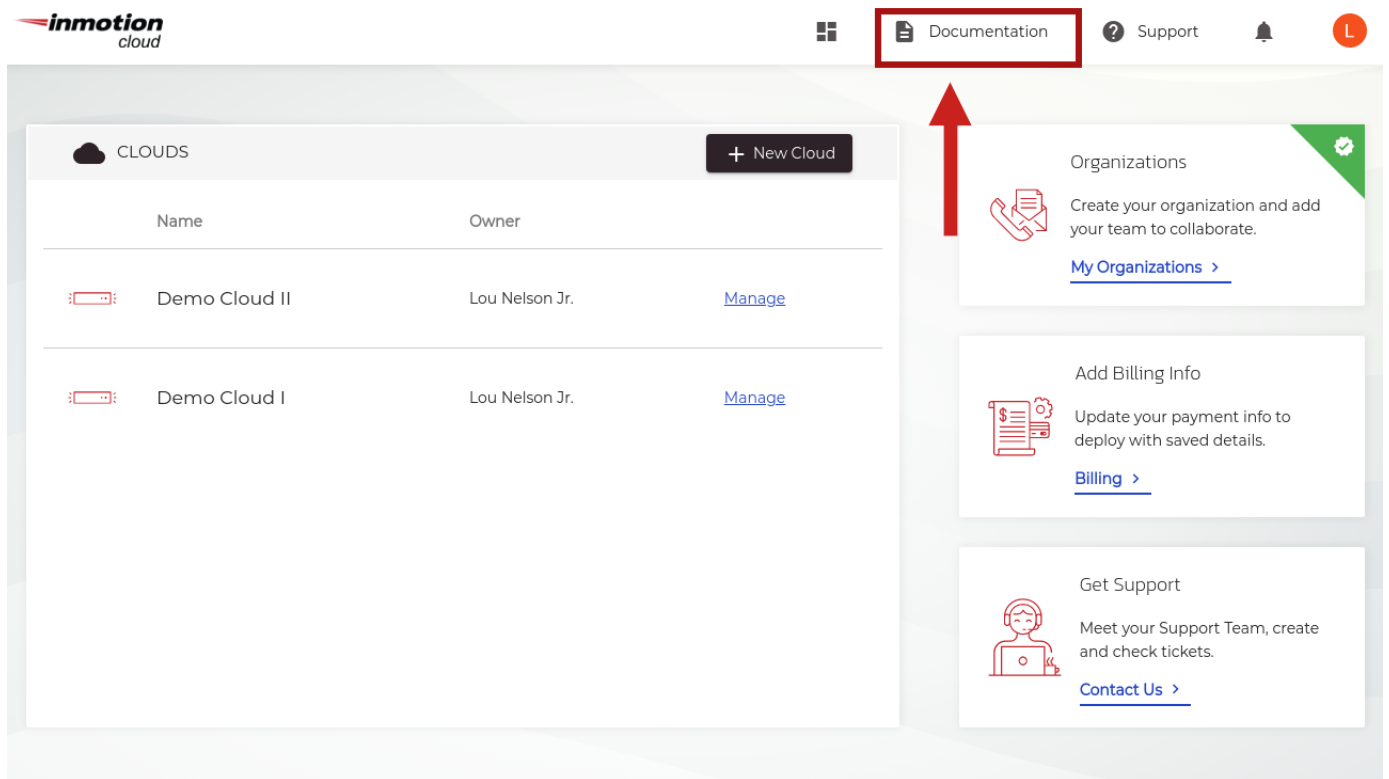 inmotion
cloud
Documentation
Support
L
CLOUDS
+ New Cloud
Name
Owner
Demo Cloud II
Lou Nelson Jr.
Manage
Demo Cloud I
Lou Nelson Jr.
Manage
Organizations
Create your organization and add
your team to collaborate.
My Organizations >
Add Billing Info
$
Update your payment info to
deploy with saved details.
Billing >
Get Support
Meet your Support Team, create
and check tickets.
Contact Us >